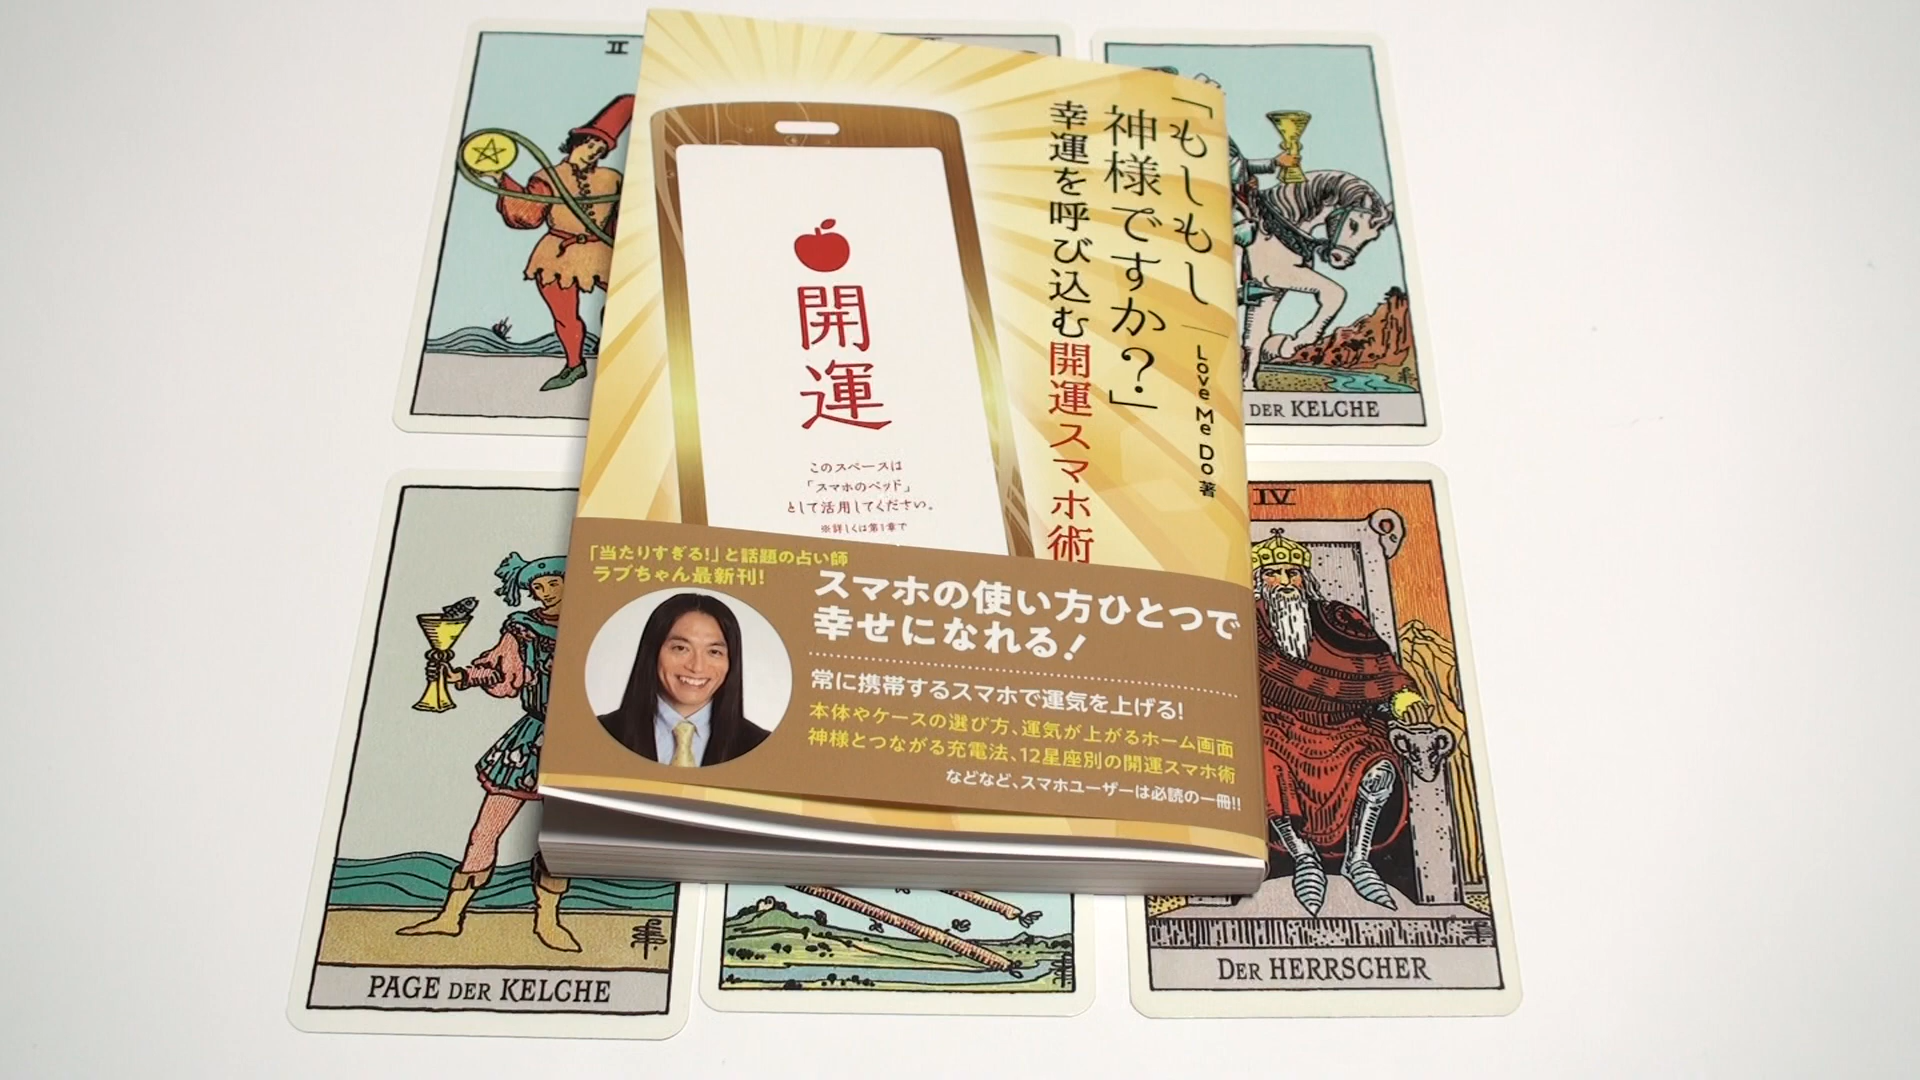 II
「もしもし
神様ですか?」
幸運を呼び込む開運スマホ術
Love Me Do 著
開運
このスペースは
「スマホのベッド」
として活用してください。
※詳しくは第1章で
「当たりすぎる!」と話題の占い師
ラブちゃん最新刊!
スマホの使い方ひとつで
幸せになれる!
常に携帯するスマホで運気を上げる!
本体やケースの選び方、運気が上がるホーム画面
神様とつながる充電法、12星座別の開運スマホ術
などなど、スマホユーザーは必読の一冊!!
DER KELCHE
IV
PAGE DER KELCHE
DER HERRSCHER